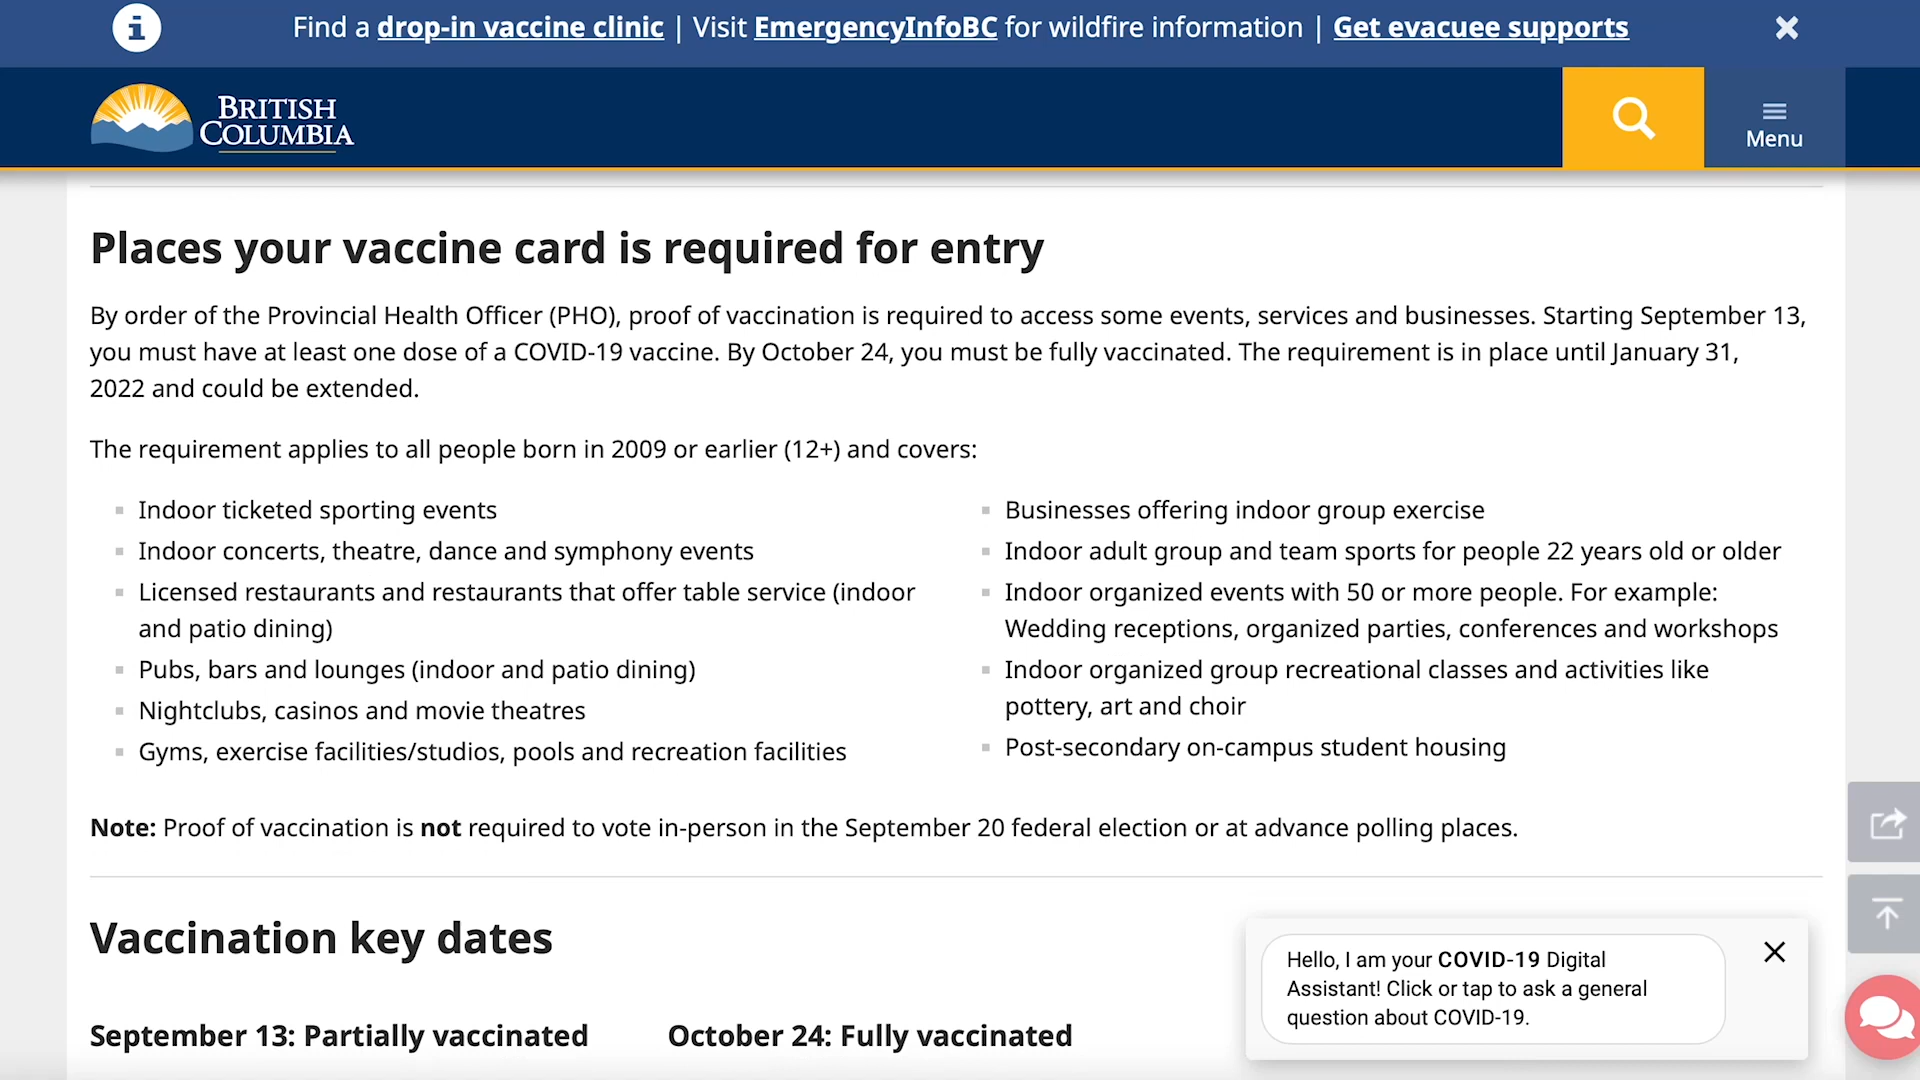 Find a drop-in vaccine clinic | Visit EmergencyInfoBC for wildfire information | Get evacuee supports
BRITISH
COLUMBIA
Menu
Places your vaccine card is required for entry
By order of the Provincial Health Officer (PHO), proof of vaccination is required to access some events, services and businesses. Starting September 13,
you must have at least one dose of a COVID-19 vaccine. By October 24, you must be fully vaccinated. The requirement is in place until January 31,
2022 and could be extended.
The requirement applies to all people born in 2009 or earlier (12+) and covers:
Indoor ticketed sporting events
Indoor concerts, theatre, dance and symphony events
Licensed restaurants and restaurants that offer table service (indoor
and patio dining)
Pubs, bars and lounges (indoor and patio dining)
Nightclubs, casinos and movie theatres
Gyms, exercise facilities/studios, pools and recreation facilities
Businesses offering indoor group exercise
Indoor adult group and team sports for people 22 years old or older
Indoor organized events with 50 or more people. For example:
Wedding receptions, organized parties, conferences and workshops
Indoor organized group recreational classes and activities like
pottery, art and choir
Post-secondary on-campus student housing
Note: Proof of vaccination is not required to vote in-person in the September 20 federal election or at advance polling places.
Vaccination key dates
September 13: Partially vaccinated
October 24: Fully vaccinated
Hello, I am your COVID-19 Digital
Assistant! Click or tap to ask a general
question about COVID-19.